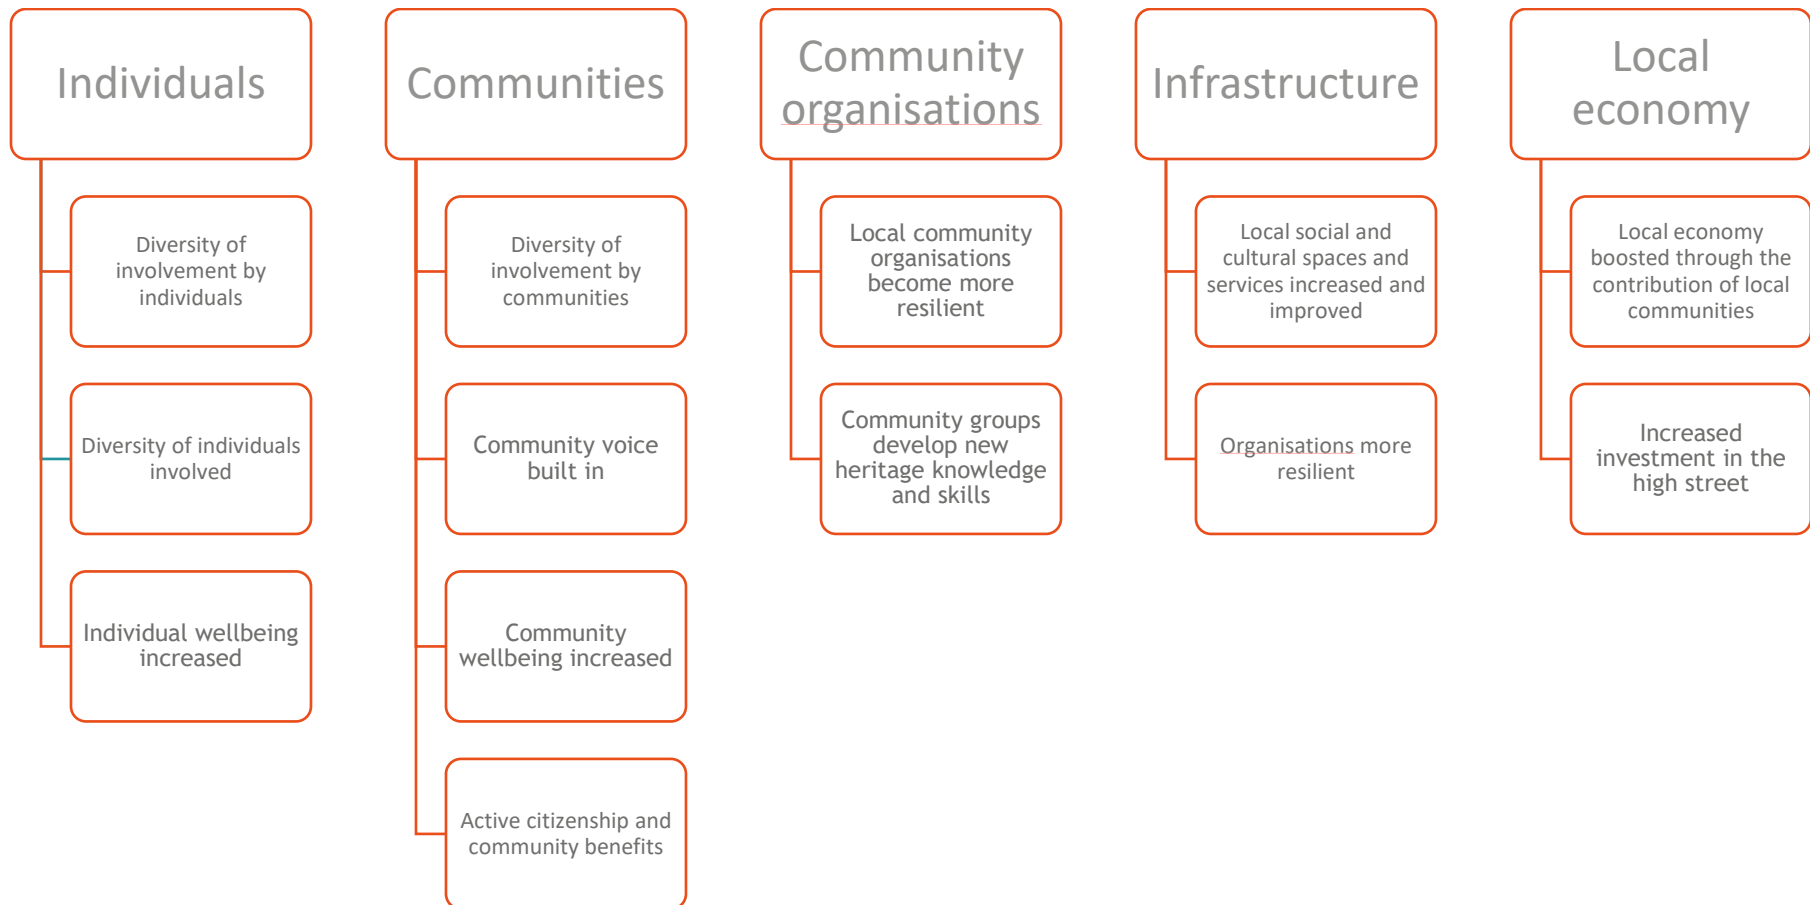 Individuals
Diversity of
involvement by
individuals
Diversity of individuals
involved
Individual wellbeing
increased
Communities
Diversity of
involvement by
communities
Community voice
built in
Community
wellbeing increased
Active citizenship and
community benefits
Community
organisations
Local community
organisations
become more
resilient
Community groups
develop new
heritage knowledge
and skills
Infrastructure
Local social and
cultural spaces and
services increased and
improved
Organisations more
resilient
Local
economy
Local economy
boosted through the
contribution of local
communities
Increased
investment in the
high street